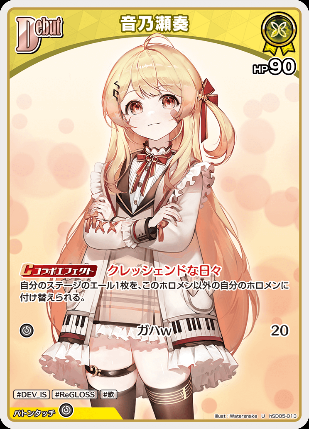 Debut
音乃瀬奏
HP90
コラボエフェクト クレッシェンドな日々
自分のステージのエール1枚を、このホロメン以外の自分のホロメンに
付け替えられる。
ガハw 20
#DEV_IS #ReGLOSS #歌
バトンタッチ